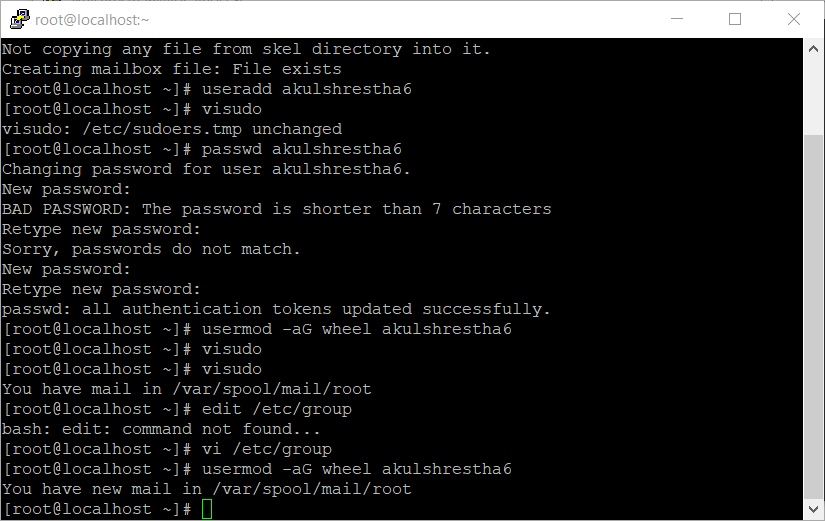 root@localhost:~
Not copying any file from skel directory into it.
Creating mailbox file: File exists
[root@localhost ~]# useradd akulshrestha6
[root@localhost ~]# visudo
visudo: /etc/sudoers.tmp unchanged
[root@localhost ~]# passwd akulshrestha6
Changing password for user akulshrestha6.
New password:
BAD PASSWORD: The password is shorter than 7 characters
Retype new password:
Sorry, passwords do not match.
New password:
Retype new password:
passwd: all authentication tokens updated successfully.
[root@localhost ~]# usermod -aG wheel akulshrestha6
[root@localhost ~]# visudo
[root@localhost ~]# visudo
You have mail in /var/spool/mail/root
[root@localhost ~]# edit /etc/group
bash: edit: command not found...
[root@localhost ~]# vi /etc/group
[root@localhost ~]# usermod -aG wheel akulshrestha6
You have new mail in /var/spool/mail/root
[root@localhost ~]#